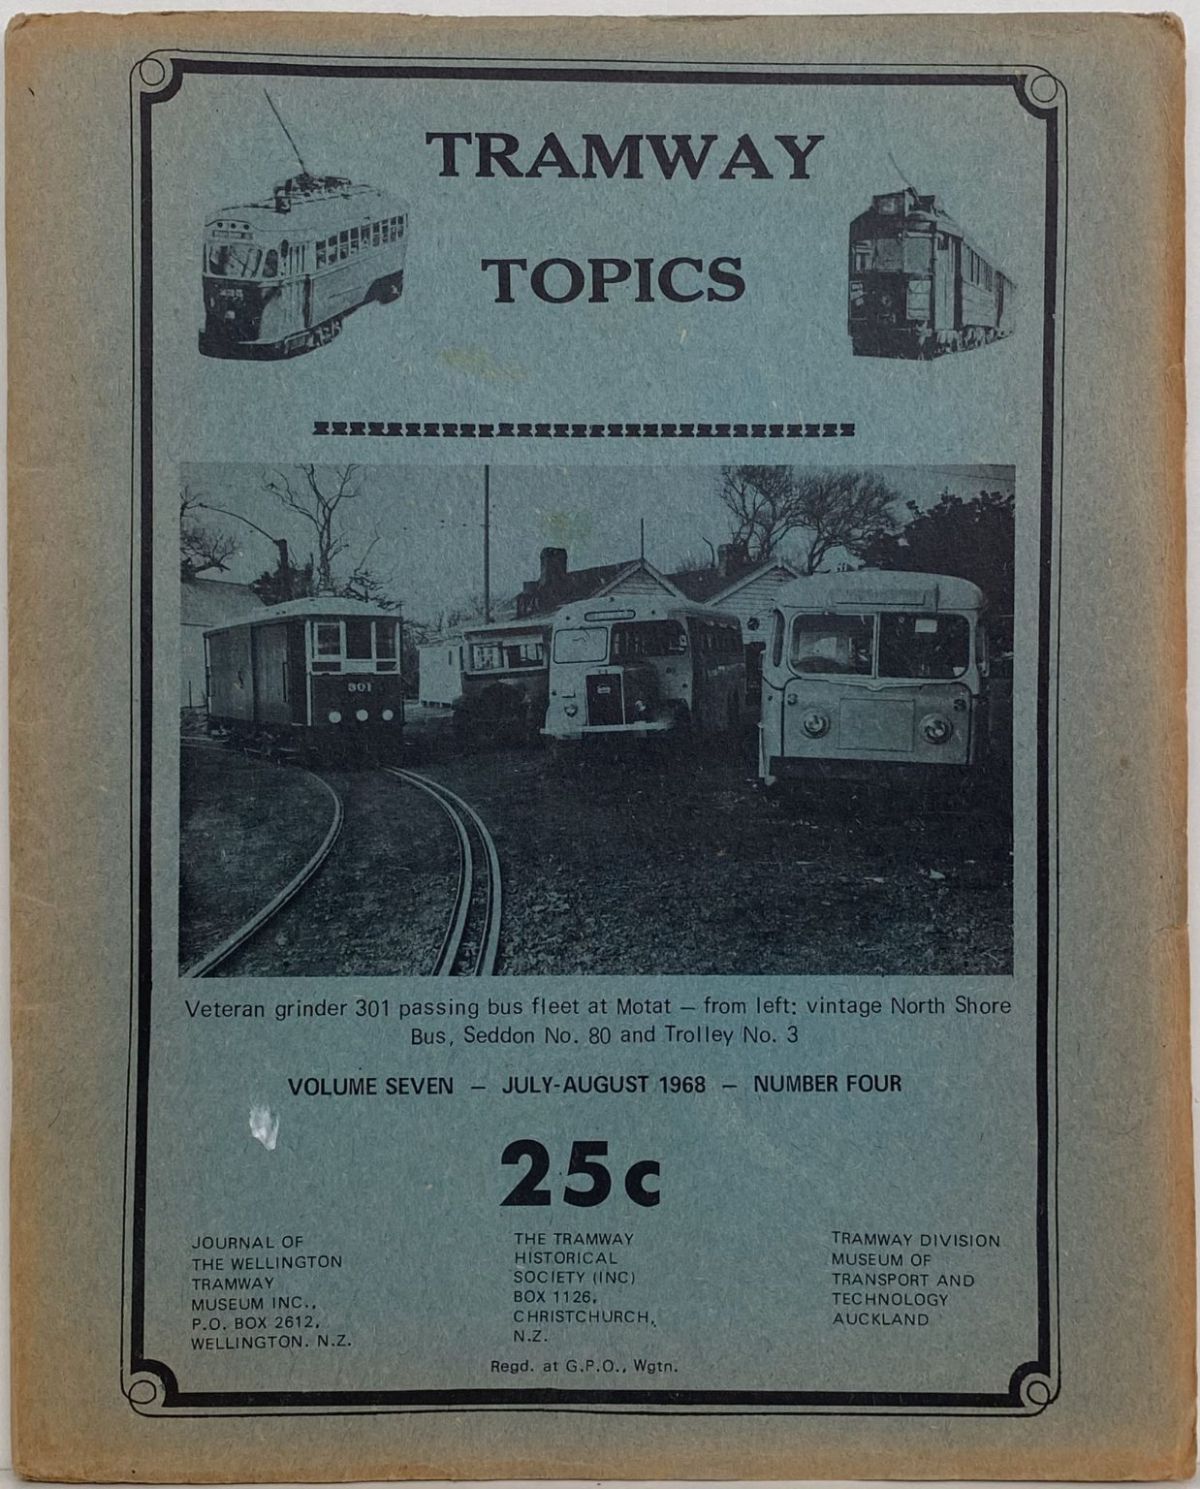 TRAMWAY
TOPICS
301
3
3
Veteran grinder 301 passing bus fleet at Motat — from left: vintage North Shore
Bus, Seddon No. 80 and Trolley No. 3
VOLUME SEVEN — JULY-AUGUST 1968 — NUMBER FOUR
25c
JOURNAL OF
THE WELLINGTON
TRAMWAY
MUSEUM INC.,
P.O. BOX 2612,
WELLINGTON. N.Z.
THE TRAMWAY
HISTORICAL
SOCIETY (INC)
BOX 1126,
CHRISTCHURCH,
N.Z.
TRAMWAY DIVISION
MUSEUM OF
TRANSPORT AND
TECHNOLOGY
AUCKLAND
Regd. at G.P.O., Wgtn.